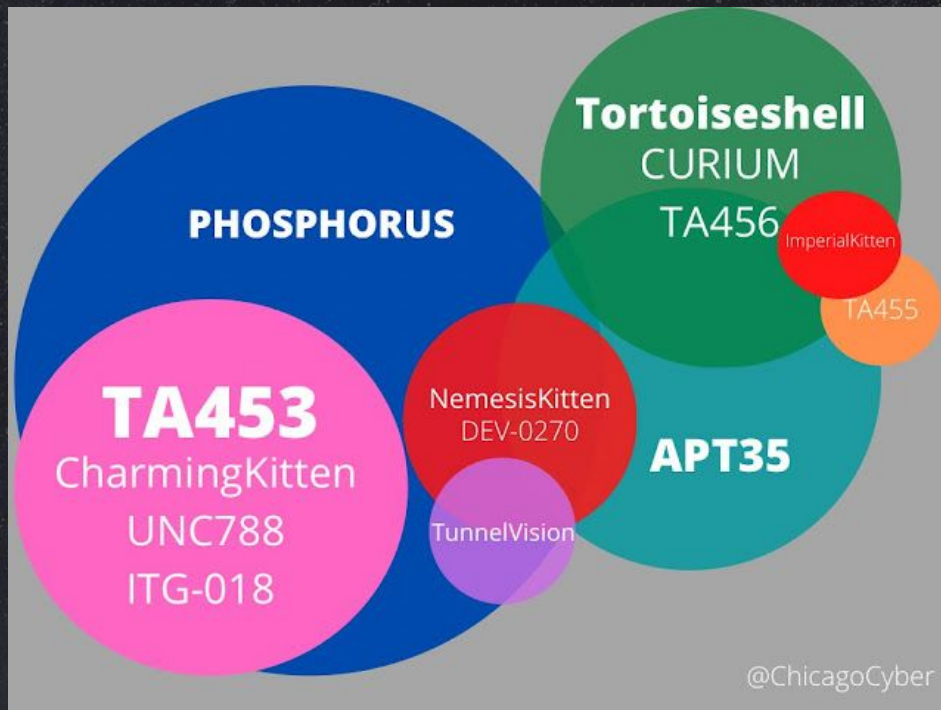 Tortoiseshell
CURIUM
TA456
ImperialKitten
TA455
PHOSPHORUS
TA453
CharmingKitten
UNC788
ITG-018
NemesisKitten
DEV-0270
TunnelVision
APT35
@ChicagoCyber